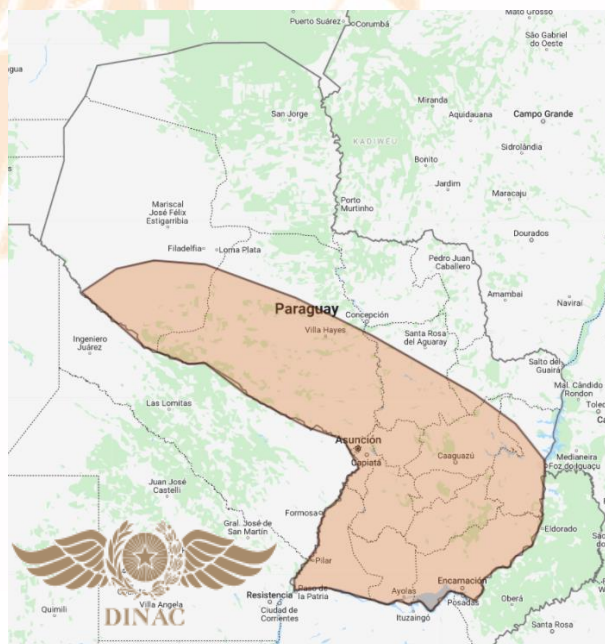 Mato Grosso
Puerto Suárez
Corumbá
São Gabriel
do Oeste
San Jorge
Miranda
Aquidauana
Campo Grande
KADIWÉU
Sidrolândia
Bonito
Jardim
Maracaju
Mariscal
José Félix
Estigarribia
Porto
Murtinho
Dourados
Filadelfia
Loma Plata
Pedro Juan
Caballero
Amambai
Naviraí
Paraguay
Concepción
Villa Hayes
Santa Rosa
del Aguaray
Ingeniero
Juárez
Salto del
Guairá
Mal. Cândido
Rondon
Las Lomitas
Asunción
Capiatá
Caaguazú
Medianeira
Foz do Iguaçu
Juan José
Castelli
Formosa
Gral. José de
San Martín
Eldorado
Pilar
Resistencia
Paso de
la Patria
Ciudad de
Corrientes
Ayolas
Encarnación
Posadas
Oberá
Ituzaingó
Quimili
Villa Angela
DINAC
Santa Rosa